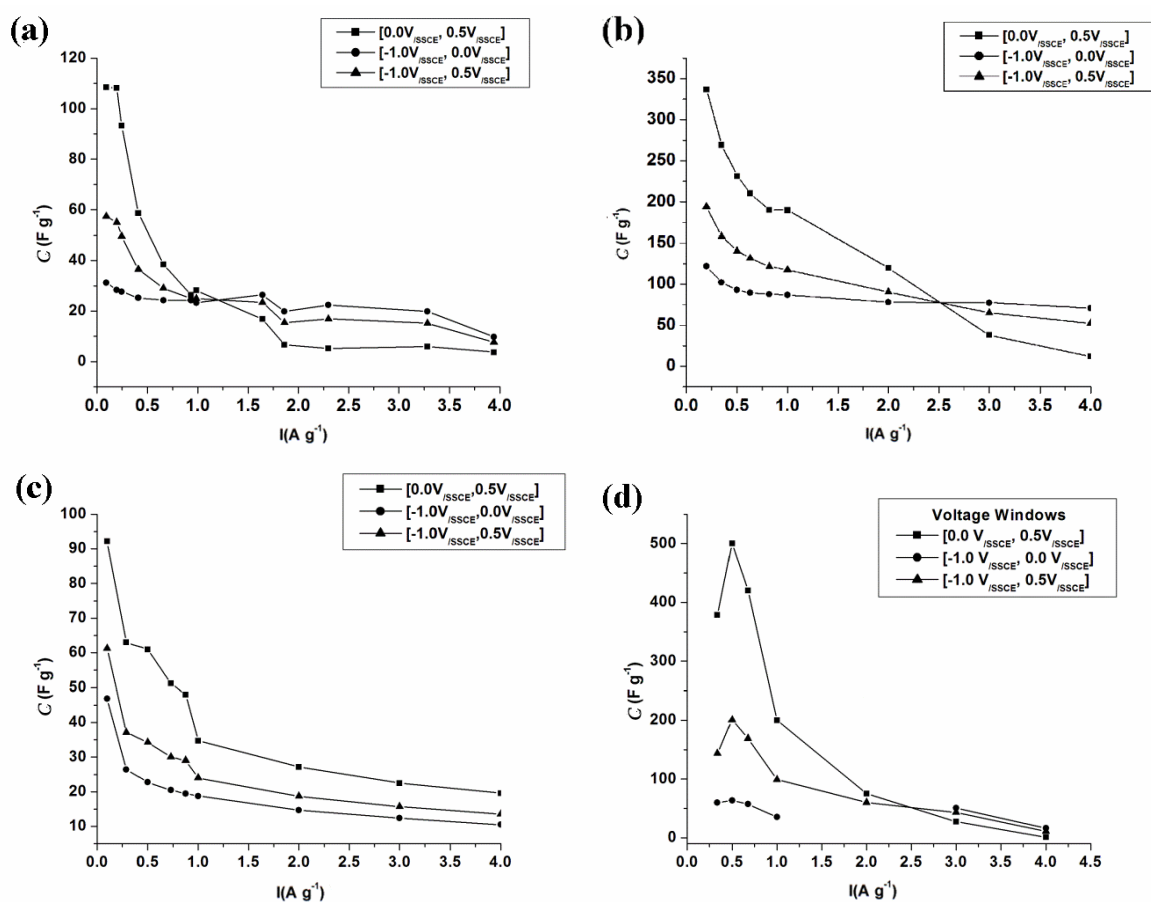 (a)
[0.0V/SSCE, 0.5V/SSCE]
[-1.0V/SSCE, 0.0V/SSCE]
[-1.0V/SSCE, 0.5V/SSCE]
120
100
80
60
40
20
0
C (F g-1)
0.0 0.5 1.0 1.5 2.0 2.5 3.0 3.5 4.0
I(A g-1)
(b)
[0.0V/SSCE, 0.5V/SSCE]
[-1.0V/SSCE, 0.0V/SSCE]
[-1.0V/SSCE, 0.5V/SSCE]
350
300
250
200
150
100
50
0
C (F g-1)
0.0 0.5 1.0 1.5 2.0 2.5 3.0 3.5 4.0
I(A g-1)
(c)
[0.0V/SSCE,0.5V/SSCE]
[-1.0V/SSCE,0.0V/SSCE]
[-1.0V/SSCE,0.5V/SSCE]
100
90
80
70
60
50
40
30
20
10
C (F g-1)
0.0 0.5 1.0 1.5 2.0 2.5 3.0 3.5 4.0
I(A g-1)
(d)
Voltage Windows
[0.0 V/SSCE, 0.5V/SSCE]
[-1.0 V/SSCE, 0.0 V/SSCE]
[-1.0 V/SSCE, 0.5V/SSCE]
500
400
300
200
100
0
C (F g-1)
0.0 0.5 1.0 1.5 2.0 2.5 3.0 3.5 4.0 4.5
I(A g-1)